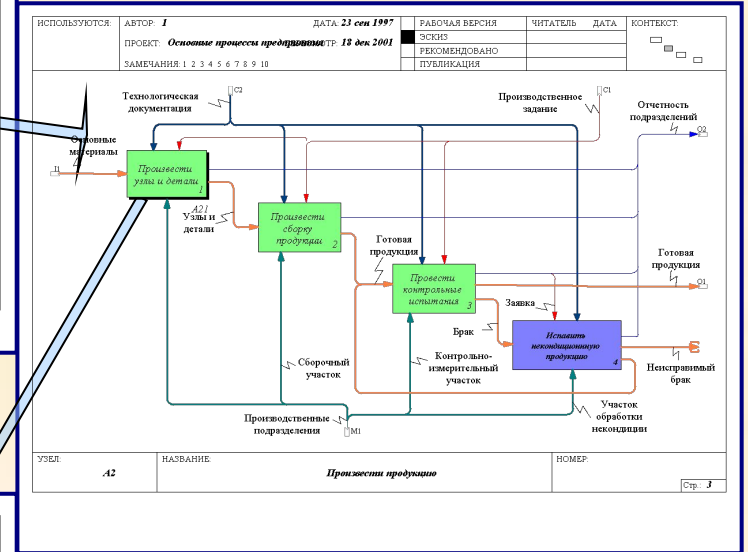 ИСПОЛЬЗУЮТСЯ:
АВТОР: 1
ДАТА: 23 сен 1997
ПРОЕКТ: Основные процессы предприятия
18 дек 2001
ЗАМЕЧАНИЯ: 1 2 3 4 5 6 7 8 9 10
РАБОЧАЯ ВЕРСИЯ
ЭСКИЗ
РЕКОМЕНДОВАНО
ПУБЛИКАЦИЯ
ЧИТАТЕЛЬ ДАТА
КОНТЕКСТ:
Технологическая
документация
C2
Производственное
задание
C1
Отчетность
подразделений
O2
Основные
материалы
I1
Произвести
узлы и детали
1
A21
Узлы и
детали
Произвести
сборку
продукции
2
Готовая
продукция
Провести
контрольные
испытания
3
Готовая
продукция
O1
Заявка
Брак
Испавить
некондиционную
продукцию
4
Неисправимый
брак
Сборочный
участок
Контрольно-
измерительный
участок
Участок
обработки
некондиции
Производственные
подразделения
M1
УЗЕЛ:
A2
НАЗВАНИЕ:
Произвести продукцию
НОМЕР:
Стр.: 3